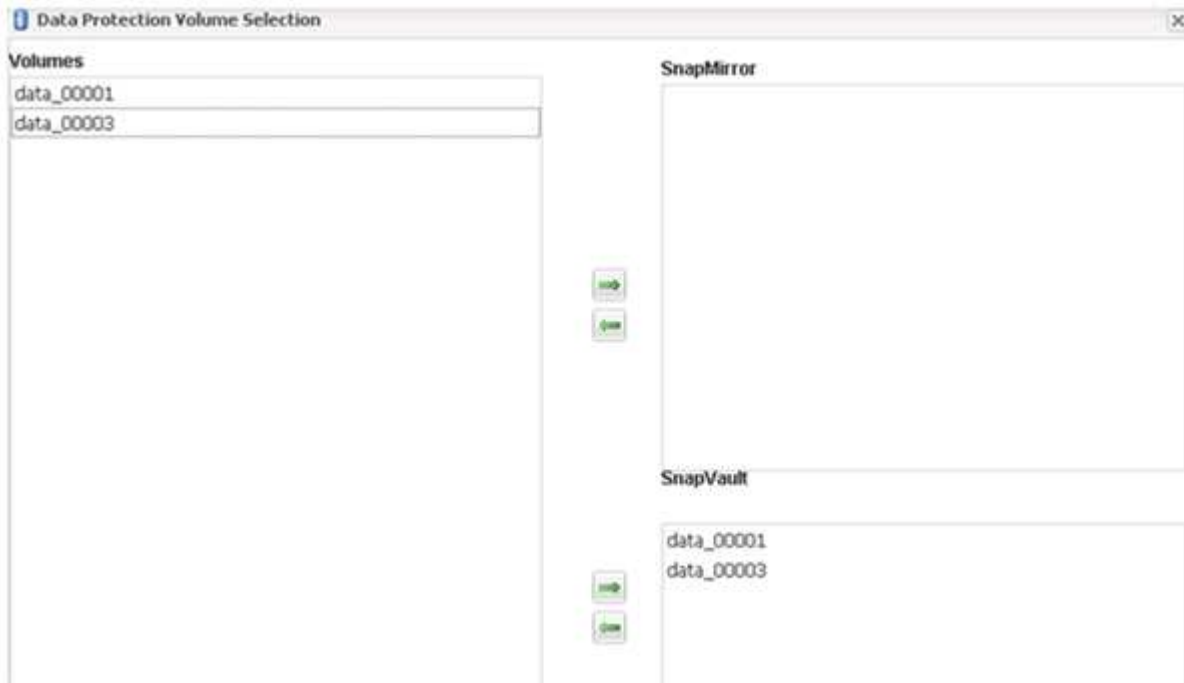 Data Protection Volume Selection
Volumes
data_00001
data_00003
SnapMirror
SnapVault
data_00001
data_00003